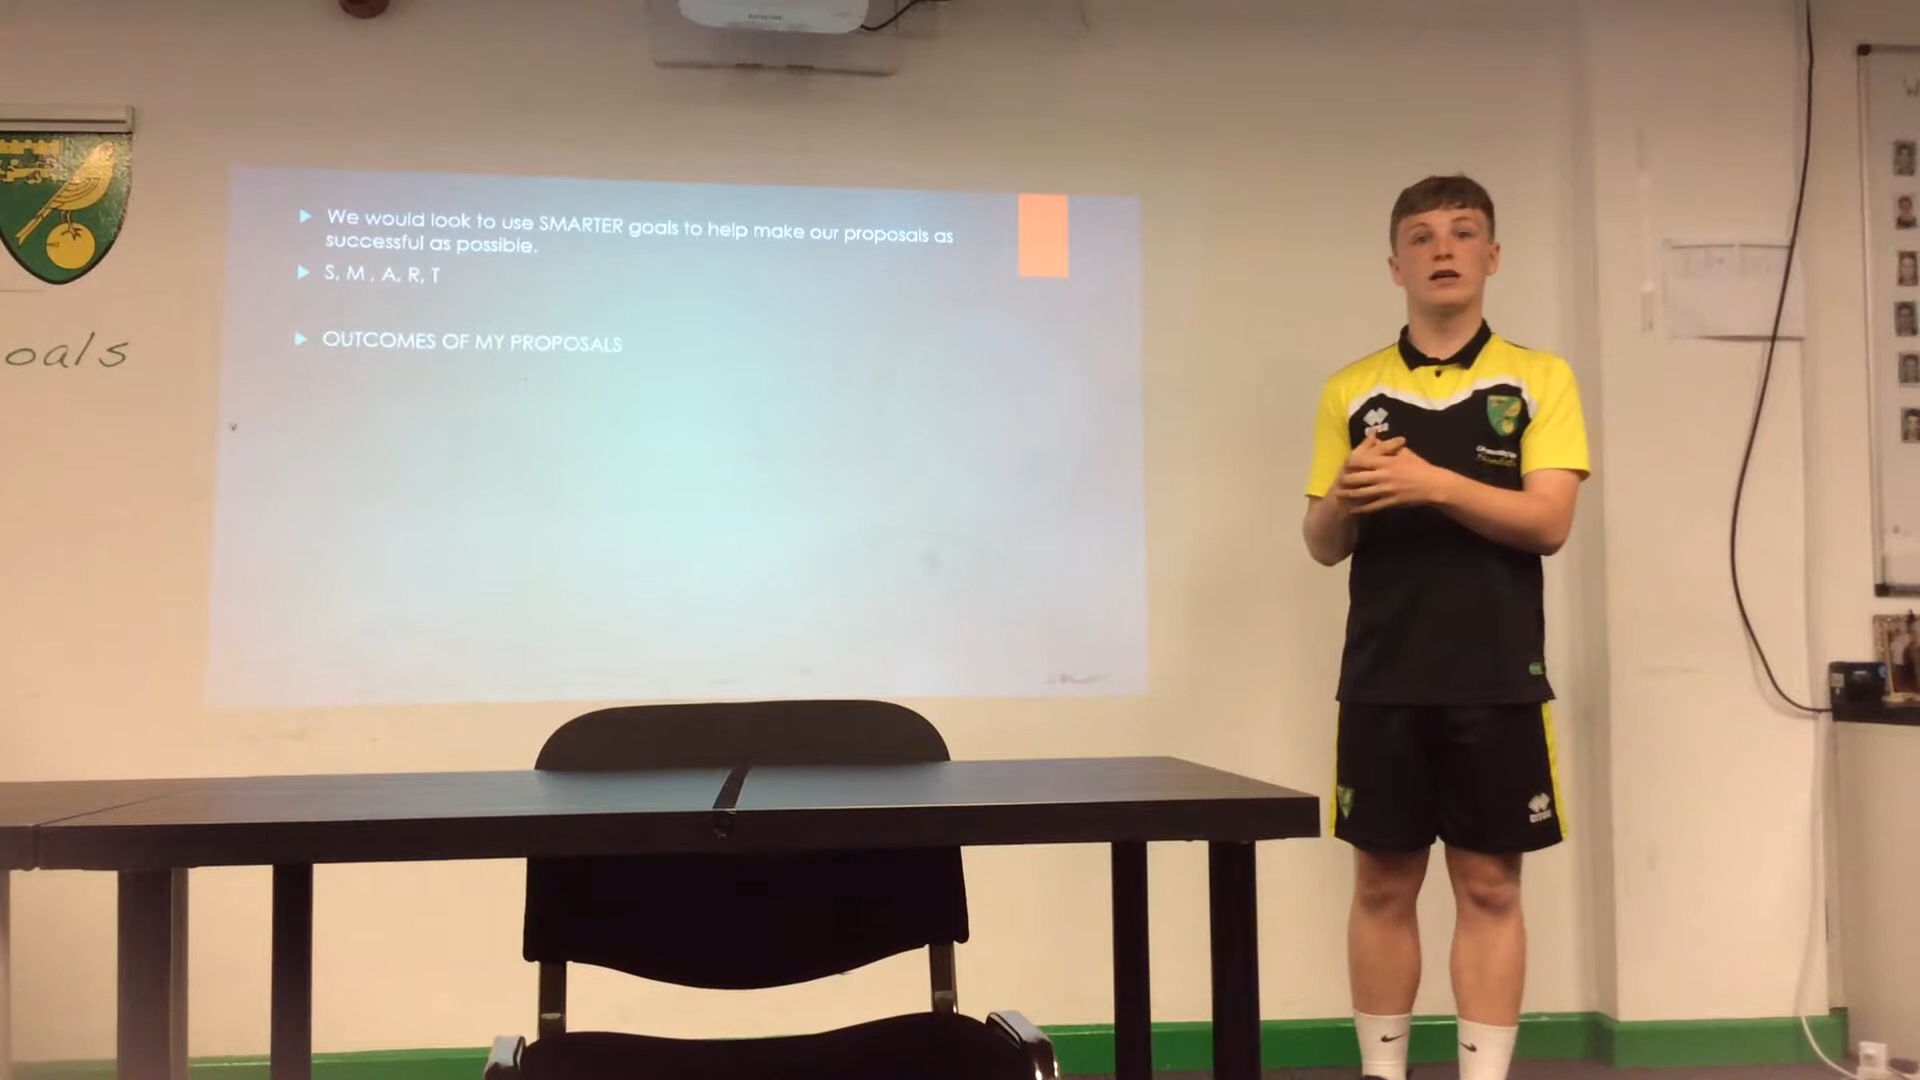 We would look to use SMARTER goals to help make our proposals as
successful as possible.
S, M , A, R, T
OUTCOMES OF MY PROPOSALS
oals